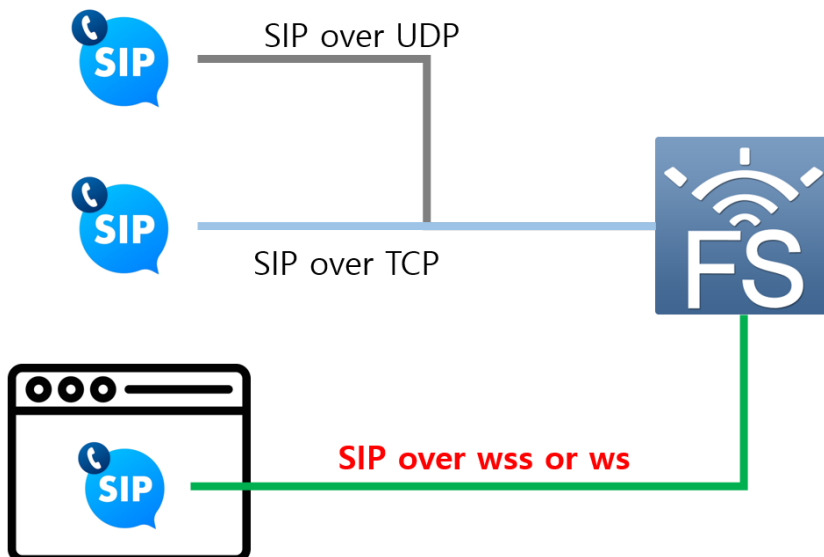 SIP over UDP
SIP
SIP
SIP over TCP
FS
SIP over wss or ws
SIP